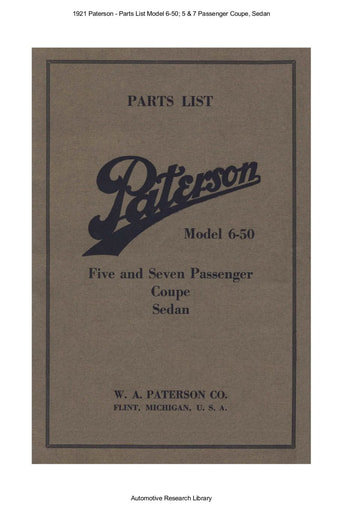 1921 Paterson - Parts List Model 6-50; 5 & 7 Passenger Coupe, Sedan
PARTS LIST
Paterson
Model 6-50
Five and Seven Passenger
Coupe
Sedan
W. A. PATERSON CO.
FLINT, MICHIGAN, U. S. A.
Automotive Research Library